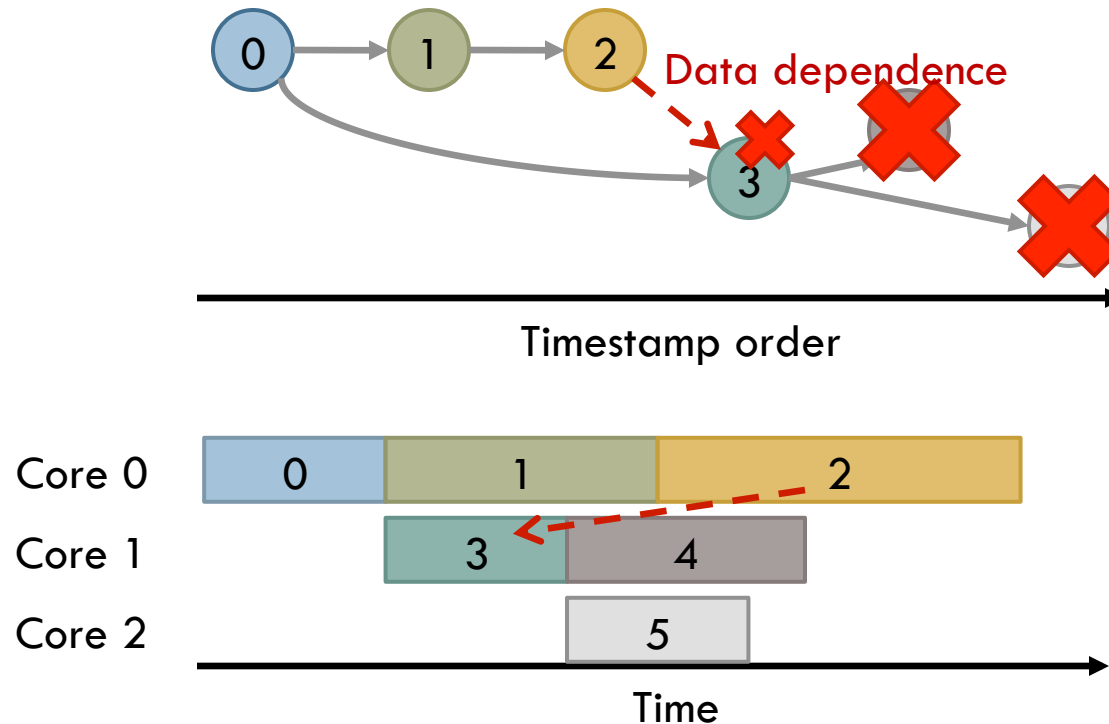 0 1 2
Data dependence
3
Timestamp order
Core 0 0 1 2
Core 1 3 4
Core 2 5
Time